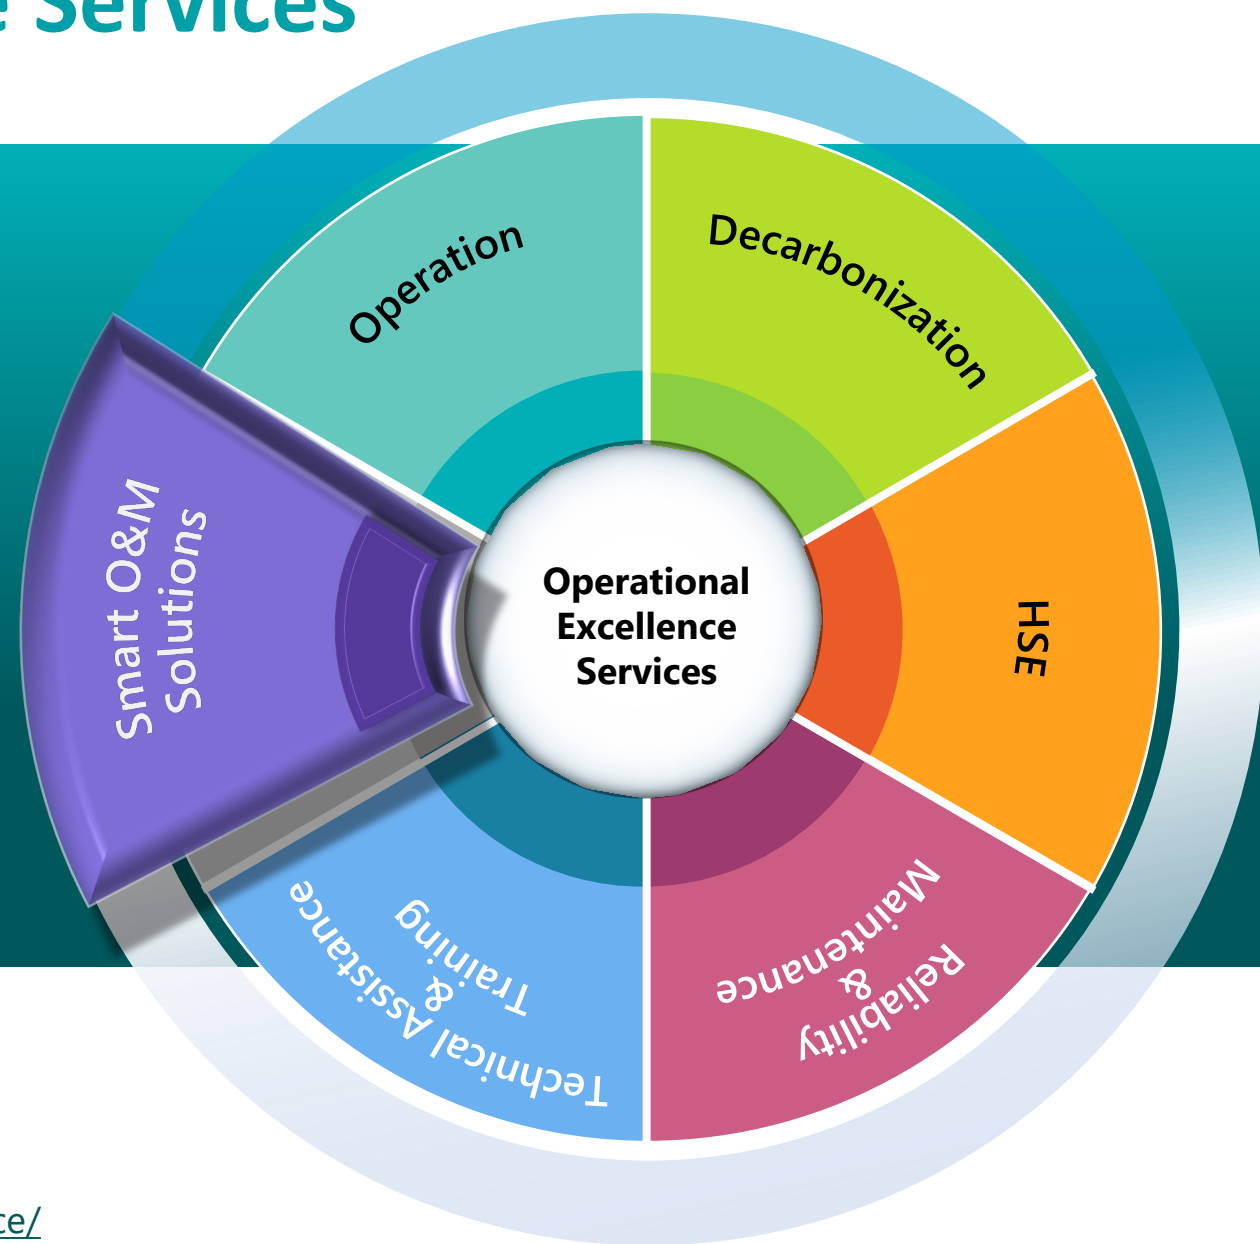 e Services
Operation
Decarbonization
HSE
Reliability
&
Maintenance
Technical Assistance
&
Training
Smart O&M
Solutions
Operational
Excellence
Services
ce/